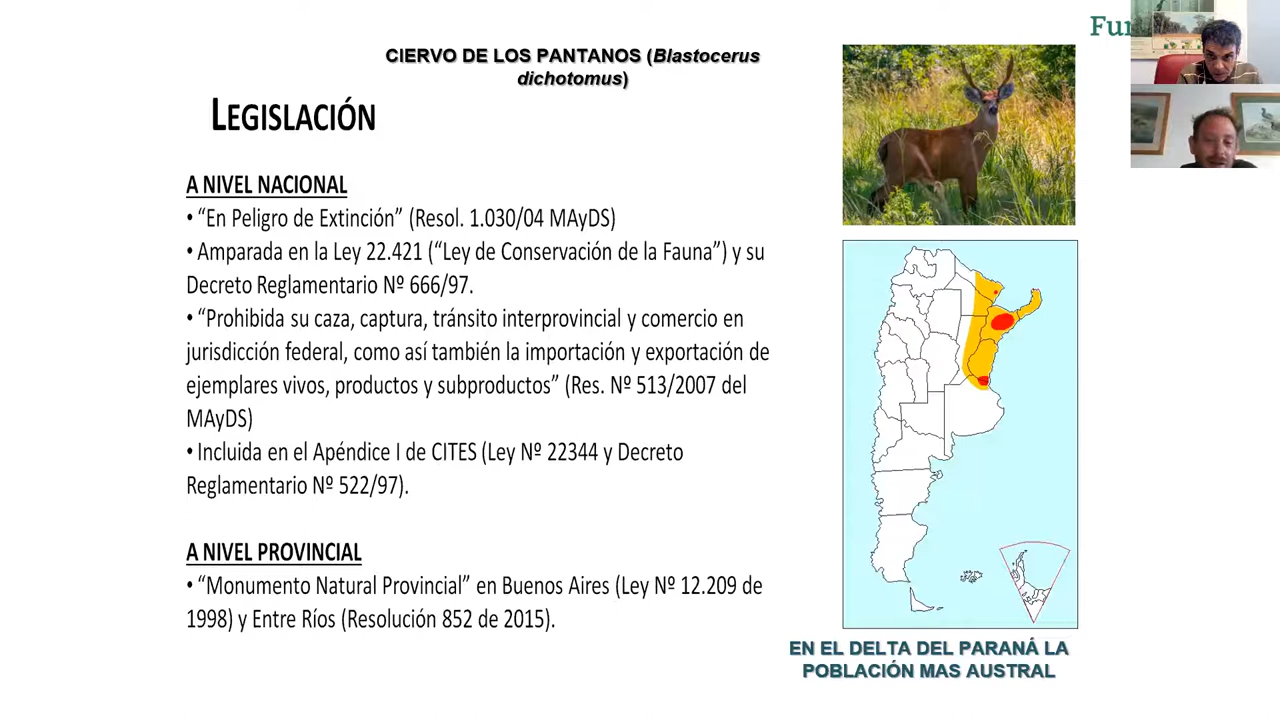 Fun
CIERVO DE LOS PANTANOS (Blastocerus
dichotomus)
LEGISLACIÓN
A NIVEL NACIONAL
• “En Peligro de Extinción” (Resol. 1.030/04 MAyDS)
• Amparada en la Ley 22.421 (“Ley de Conservación de la Fauna”) y su
Decreto Reglamentario Nº 666/97.
• “Prohibida su caza, captura, tránsito interprovincial y comercio en
jurisdicción federal, como así también la importación y exportación de
ejemplares vivos, productos y subproductos” (Res. Nº 513/2007 del
MAyDS)
• Incluida en el Apéndice I de CITES (Ley Nº 22344 y Decreto
Reglamentario Nº 522/97).
A NIVEL PROVINCIAL
• “Monumento Natural Provincial” en Buenos Aires (Ley Nº 12.209 de
1998) y Entre Ríos (Resolución 852 de 2015).
EN EL DELTA DEL PARANÁ LA
POBLACIÓN MAS AUSTRAL